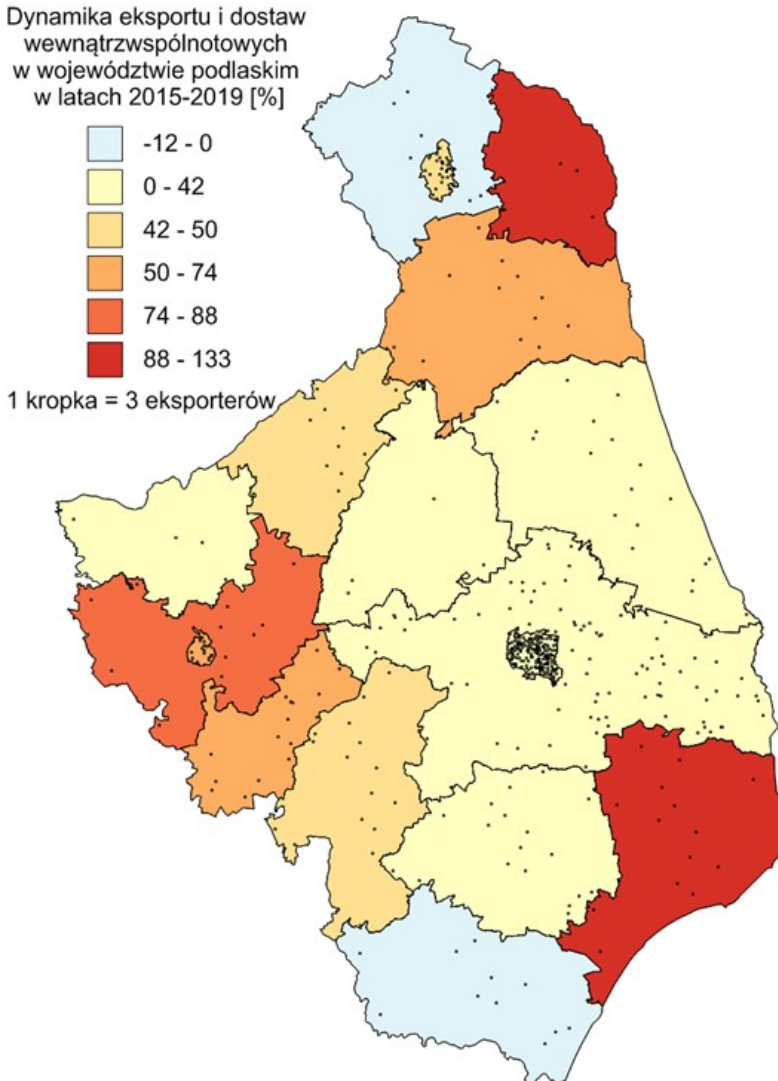 Dynamika eksportu i dostaw
wewnątrzwspólnotowych
w województwie podlaskim
w latach 2015-2019 [%]
-12 - 0
0 - 42
42 - 50
50 - 74
74 - 88
88 - 133
1 kropka = 3 eksporterów